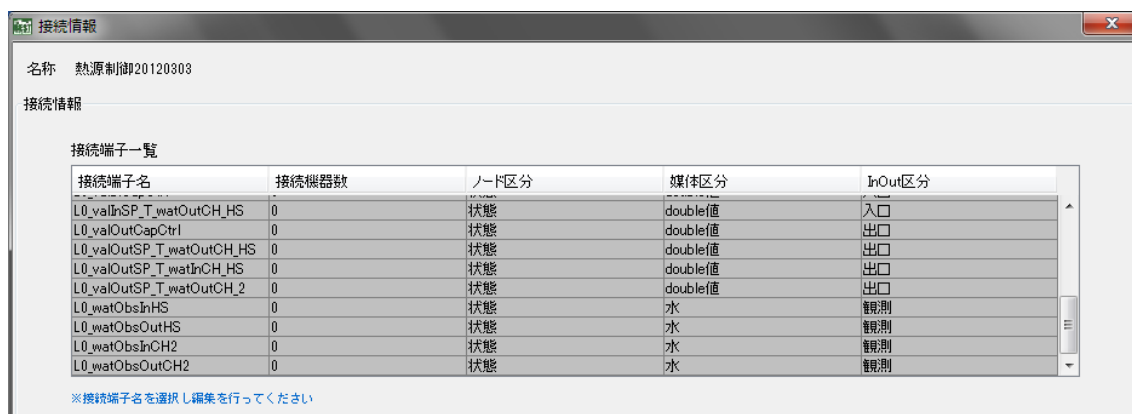 接続情報
名称 熱源制御20120303
接続情報
接続端子一覧
接続端子名 接続機器数 ノード区分 媒体区分 InOut区分
L0_valInSP_T_watOutCH_HS 0 状態 double値 入口
L0_valOutCapCtrl 0 状態 double値 出口
L0_valOutSP_T_watOutCH_HS 0 状態 double値 出口
L0_valOutSP_T_watInCH_HS 0 状態 double値 出口
L0_valOutSP_T_watOutCH_2 0 状態 double値 出口
L0_watObsInHS 0 状態 水 観測
L0_watObsOutHS 0 状態 水 観測
L0_watObsInCH2 0 状態 水 観測
L0_watObsOutCH2 0 状態 水 観測
※接続端子名を選択し編集を行ってください